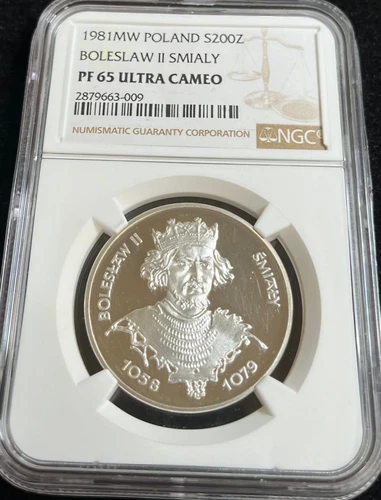 1981MW POLAND S200Z
BOLESLAW II SMIALY
PF 65 ULTRA CAMEO
2879663-009
NUMISMATIC GUARANTY CORPORATION
NGC
BOLESŁAW II
ŚMIAŁY
1058
1079